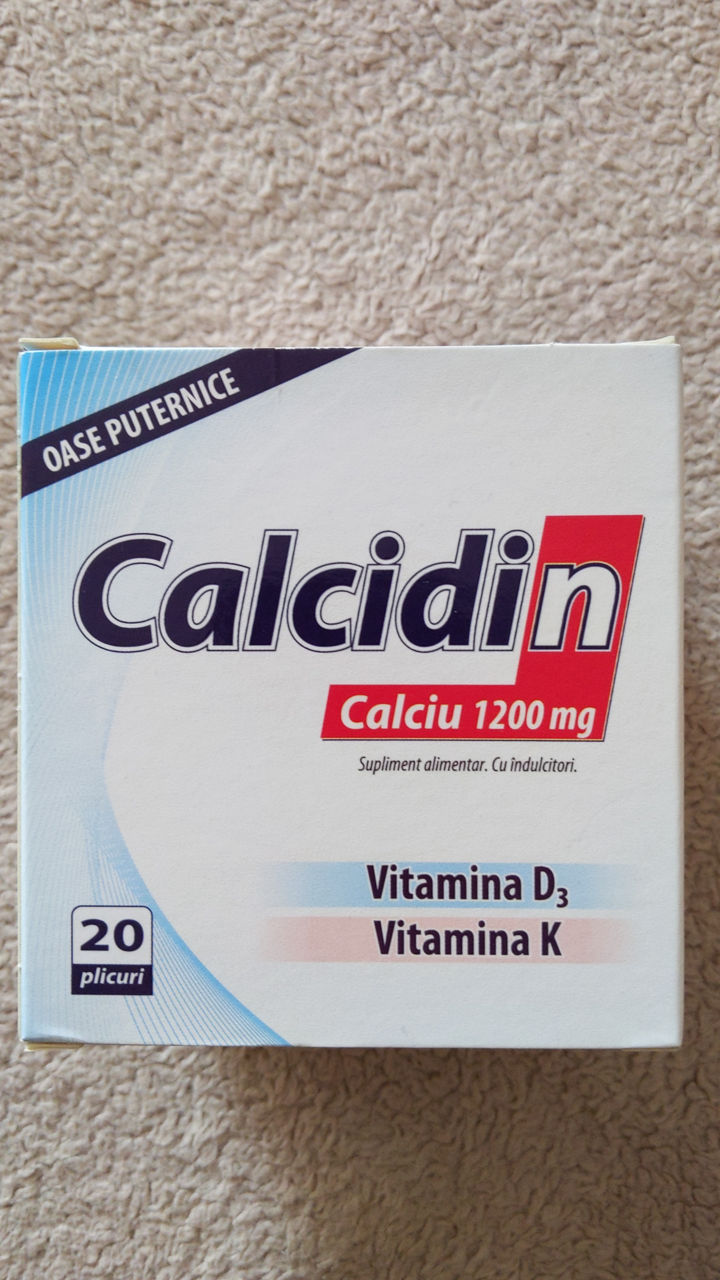 OASE PUTERNICE
Calcidin
Calciu 1200 mg
Supliment alimentar. Cu îndulcitori.
Vitamina D₃
Vitamina K
20
plicuri